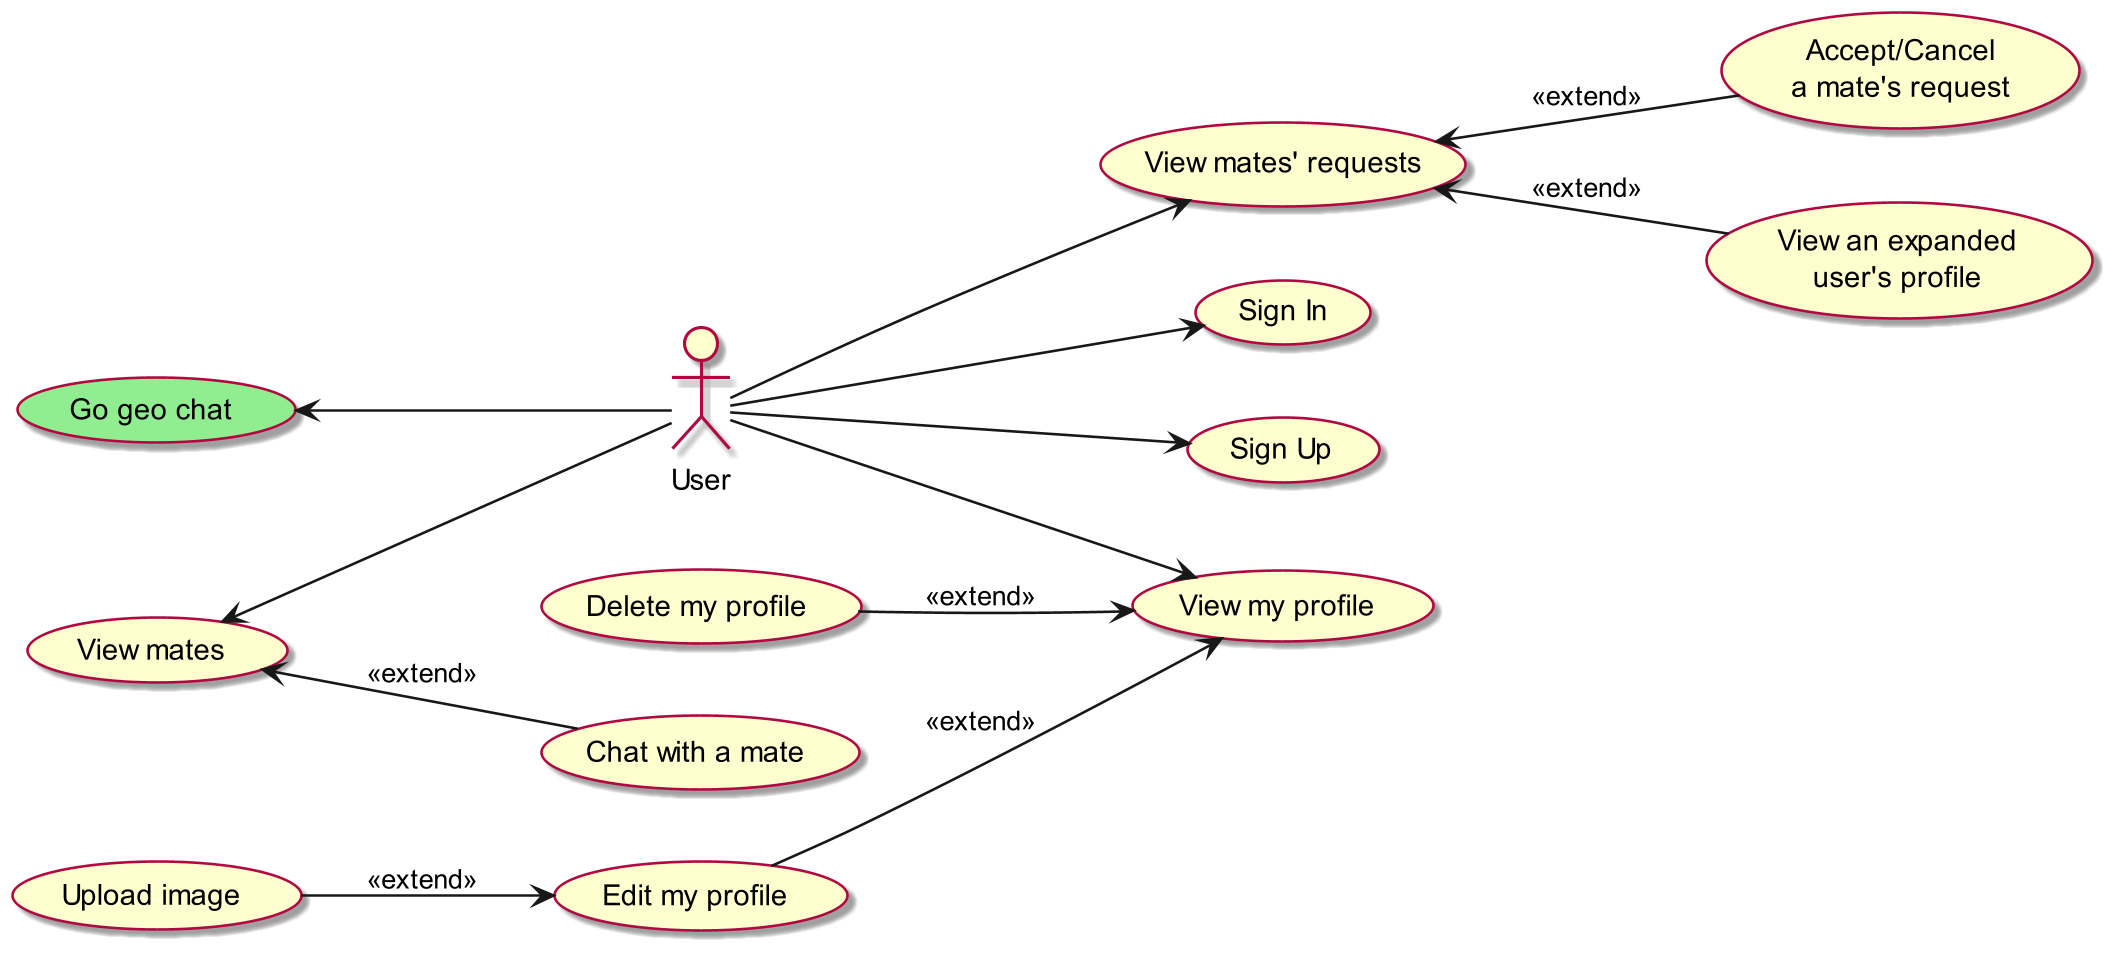 Accept/Cancel
a mate's request
«extend»
View mates' requests
«extend»
View an expanded
user's profile
Sign In
Go geo chat
Sign Up
User
Delete my profile
«extend»
View my profile
View mates
«extend»
Chat with a mate
«extend»
Upload image
«extend»
Edit my profile